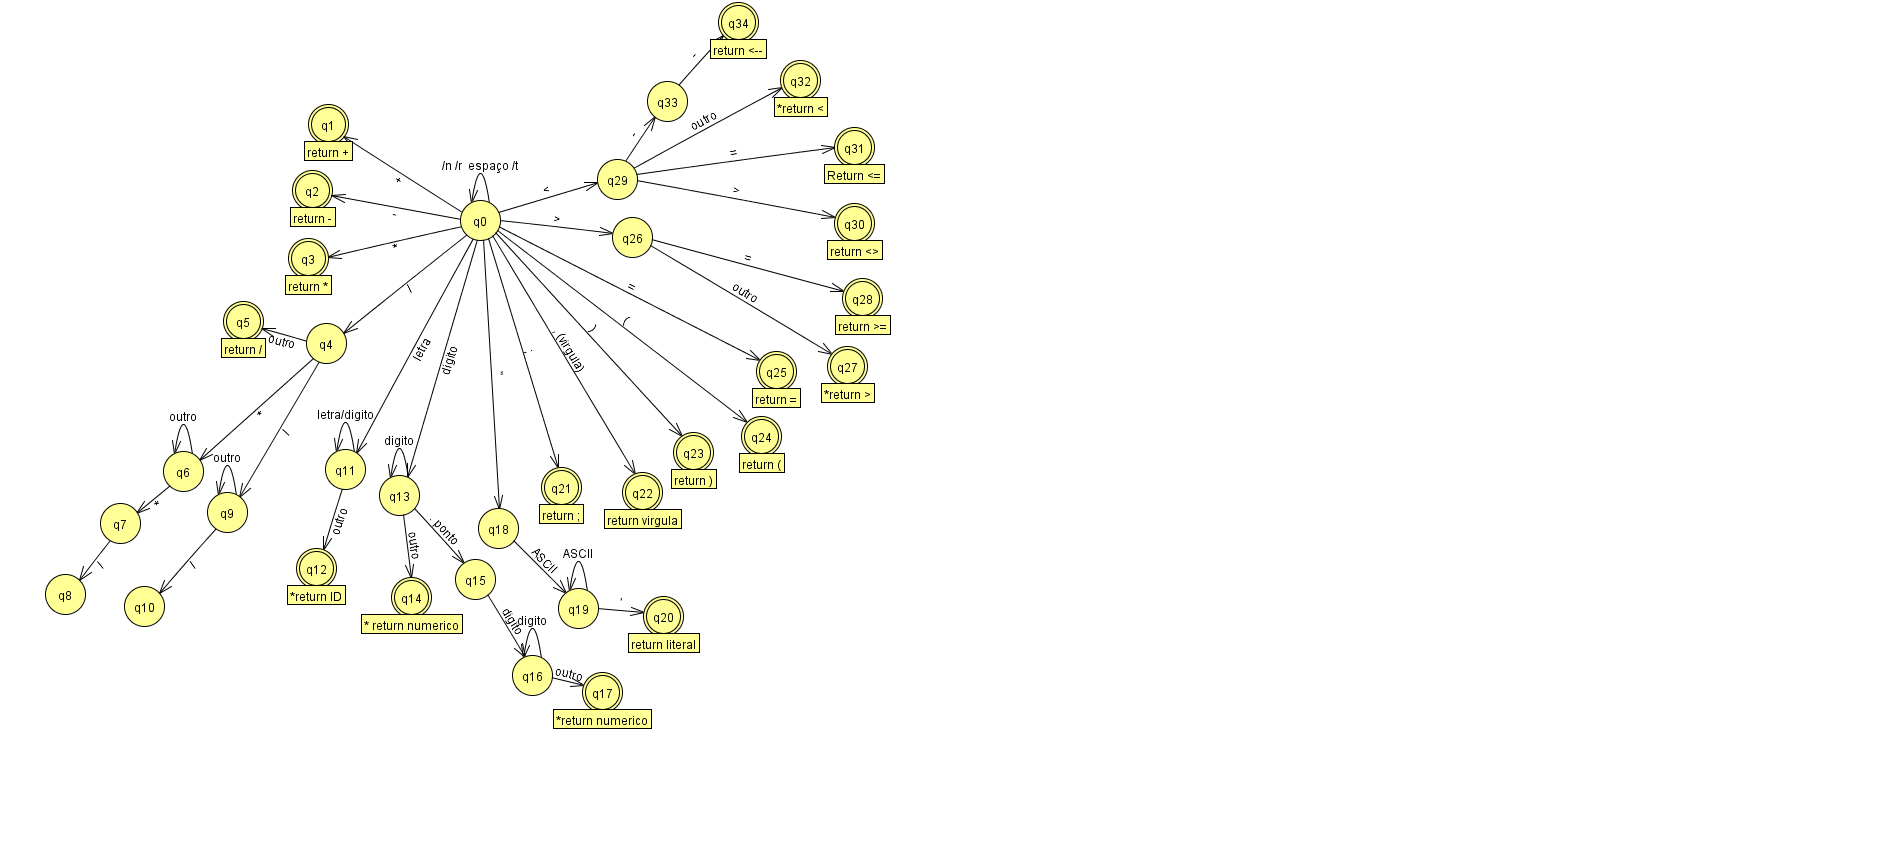 q34
return <--
-
q32
*return <
q33
outro
-
q1
return +
q31
Return <=
=
/n /r espaço /t
+
q29
q2
return -
<
>
-
q0
q30
return <>
>
q26
*
q3
return *
=
=
outro
q28
return >=
/
q5
return /
outro
q4
)
(
. (virgula)
letra
digito
q27
*return >
q25
return =
*
/
outro
letra/digito
digito
outro
q24
return (
q23
return )
q6
q11
q13
q21
return ;
q22
return virgula
q9
q7
*
outro
. ponto
outro
q18
ASCII
ASCII
/
/
q12
*return ID
q15
q8
q10
q14
* return numerico
q19
q20
return literal
digito
digito
q16
outro
q17
*return numerico